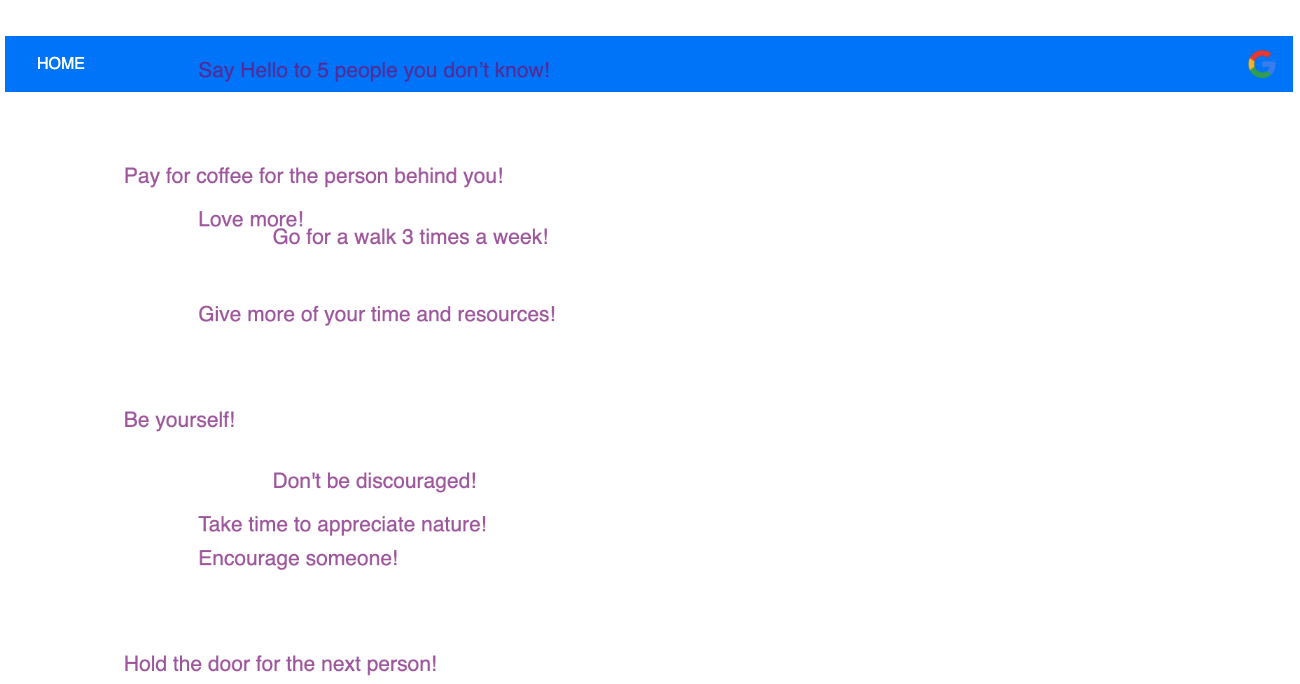 HOME
Say Hello to 5 people you don’t know!
Pay for coffee for the person behind you!
Love more!
Go for a walk 3 times a week!
Give more of your time and resources!
Be yourself!
Don't be discouraged!
Take time to appreciate nature!
Encourage someone!
Hold the door for the next person!